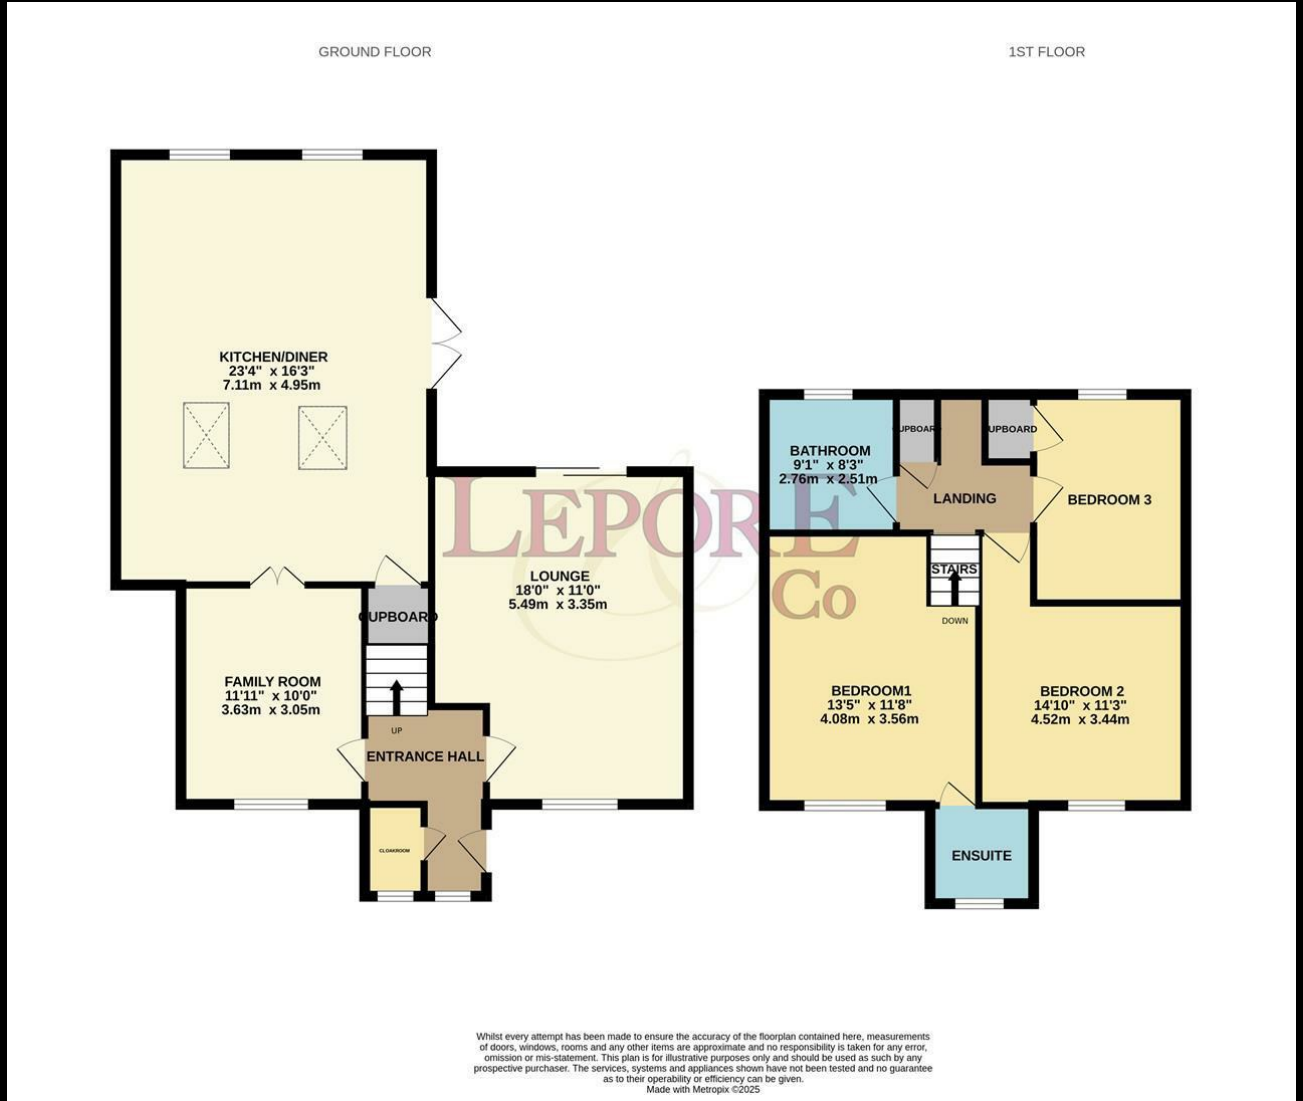 GROUND FLOOR
1ST FLOOR
KITCHEN/DINER
23'4" x 16'3"
7.11m x 4.95m
LEPORE
& Co
LOUNGE
18'0" x 11'0"
5.49m x 3.35m
CUPBOARD
FAMILY ROOM
11'11" x 10'0"
3.63m x 3.05m
UP
ENTRANCE HALL
CLOAKROOM
BATHROOM
9'1" x 8'3"
2.76m x 2.51m
UPBOAR
UPBOARD
LANDING
BEDROOM 3
STAIRS
DOWN
BEDROOM1
13'5" x 11'8"
4.08m x 3.56m
BEDROOM 2
14'10" x 11'3"
4.52m x 3.44m
ENSUITE
Whilst every attempt has been made to ensure the accuracy of the floorplan contained here, measurements
of doors, windows, rooms and any other items are approximate and no responsibility is taken for any error,
omission or mis-statement. This plan is for illustrative purposes only and should be used as such by any
prospective purchaser. The services, systems and appliances shown have not been tested and no guarantee
as to their operability or efficiency can be given.
Made with Metropix ©2025